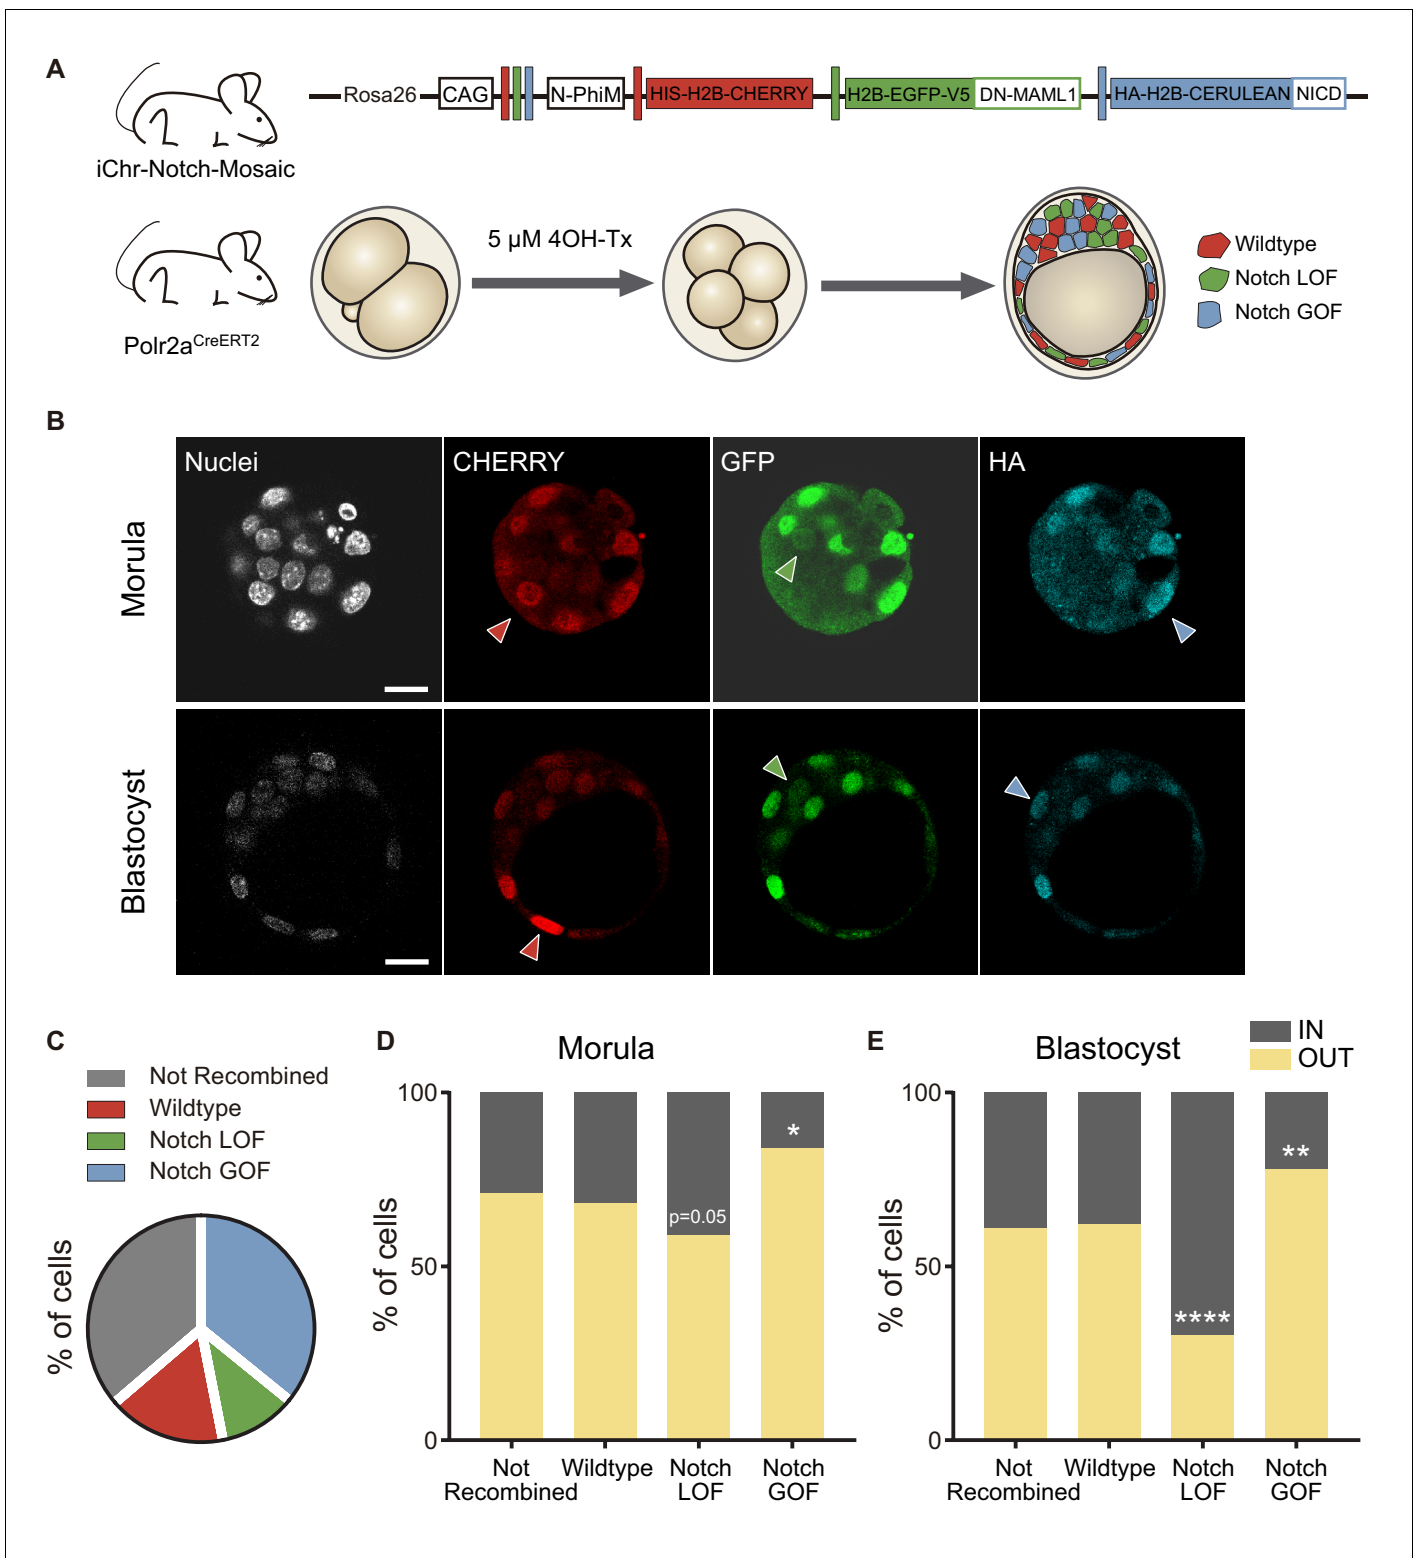 A
Rosa26 CAG N-PhiM HIS-H2B-CHERRY H2B-EGFP-V5 DN-MAML1 HA-H2B-CERULEAN NICD
iChr-Notch-Mosaic
5 µM 4OH-Tx
Polr2aCreERT2
Wildtype
Notch LOF
Notch GOF
B
Nuclei CHERRY GFP HA
Morula
Blastocyst
C
Not Recombined
Wildtype
Notch LOF
Notch GOF
% of cells
D
Morula
% of cells
100
50
0
p=0.05
*
Not Recombined
Wildtype
Notch LOF
Notch GOF
E
Blastocyst
IN
OUT
% of cells
100
50
0
****
**
Not Recombined
Wildtype
Notch LOF
Notch GOF